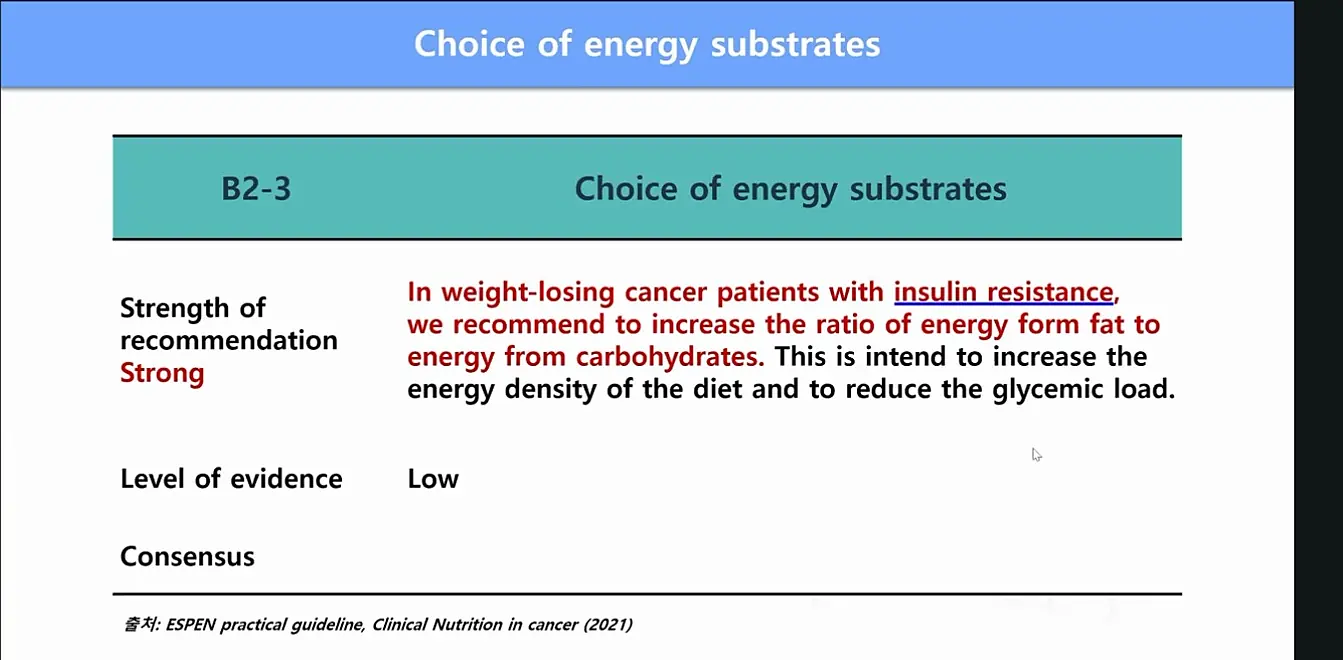 Choice of energy substrates
B2-3 Choice of energy substrates
Strength of
recommendation
Strong
In weight-losing cancer patients with insulin resistance,
we recommend to increase the ratio of energy form fat to
energy from carbohydrates. This is intend to increase the
energy density of the diet and to reduce the glycemic load.
Level of evidence Low
Consensus
출처: ESPEN practical guideline, Clinical Nutrition in cancer (2021)